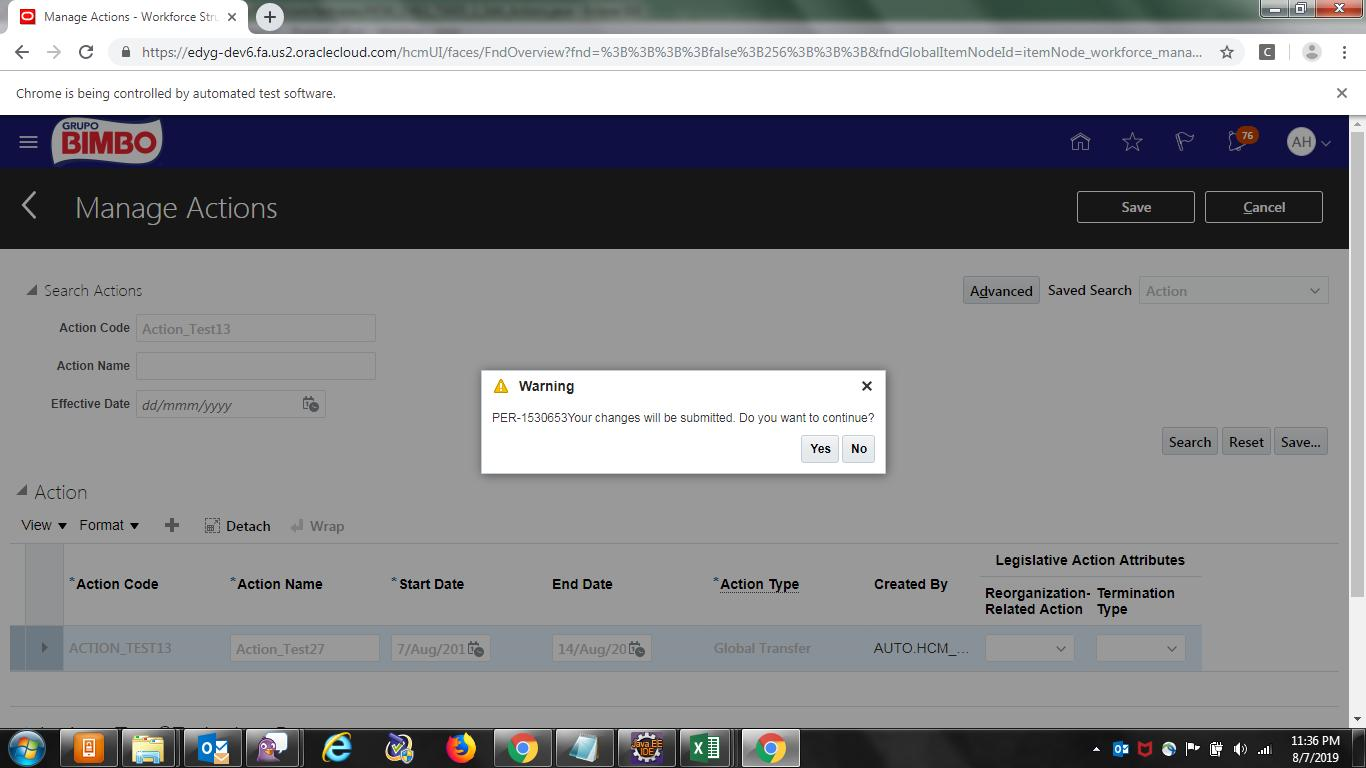 Manage Actions - Workforce Stru
https://edyg-dev6.fa.us2.oraclecloud.com/hcmUI/faces/FndOverview?fnd=%3B%3B%3B%3Bfalse%3B256%3B%3B%3B&fndGlobalItemNodeId=itemNode_workforce_mana...
C
Chrome is being controlled by automated test software.
GRUPO
BIMBO
76
AH
Manage Actions
Save
Cancel
Search Actions
Advanced
Saved Search
Action
Action Code
Action_Test13
Action Name
Effective Date
dd/mmm/yyyy
Warning
PER-1530653Your changes will be submitted. Do you want to continue?
Yes
No
Search
Reset
Save...
Action
View
Format
Detach
Wrap
*Action Code
*Action Name
*Start Date
End Date
*Action Type
Created By
Legislative Action Attributes
Reorganization-
Related Action
Termination
Type
ACTION_TEST13
Action_Test27
7/Aug/201
14/Aug/20
Global Transfer
AUTO.HCM_...
Java EE
IDE
11:36 PM
8/7/2019